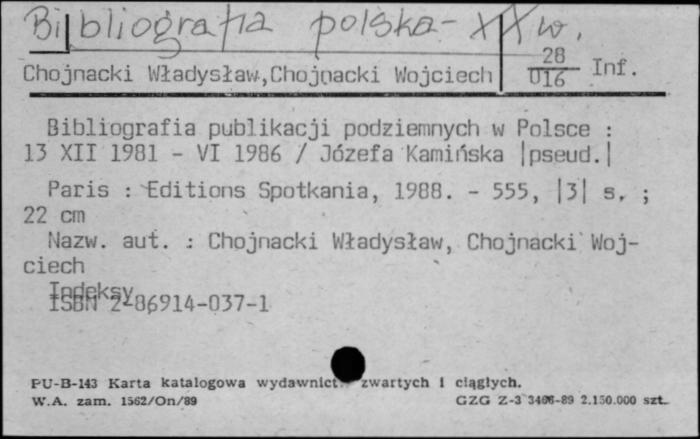 Bibliografia polska - XX w.
Chojnacki Władysław, Chojnacki Wojciech
28
U16
Inf.
Bibliografia publikacji podziemnych w Polsce :
13 XII 1981 - VI 1986 / Józefa Kamińska |pseud.|
Paris : Editions Spotkania, 1988. - 555, |3| s. ;
22 cm
Nazw. aut. : Chojnacki Władysław, Chojnacki Woj-
ciech
Indeksy
ISBN 2-86914-037-1
PU-B-143 Karta katalogowa wydawnict zwartych i ciągłych.
W.A. zam. 1562/On/89
GZG Z-3 3408-89 2.150.000 szt.